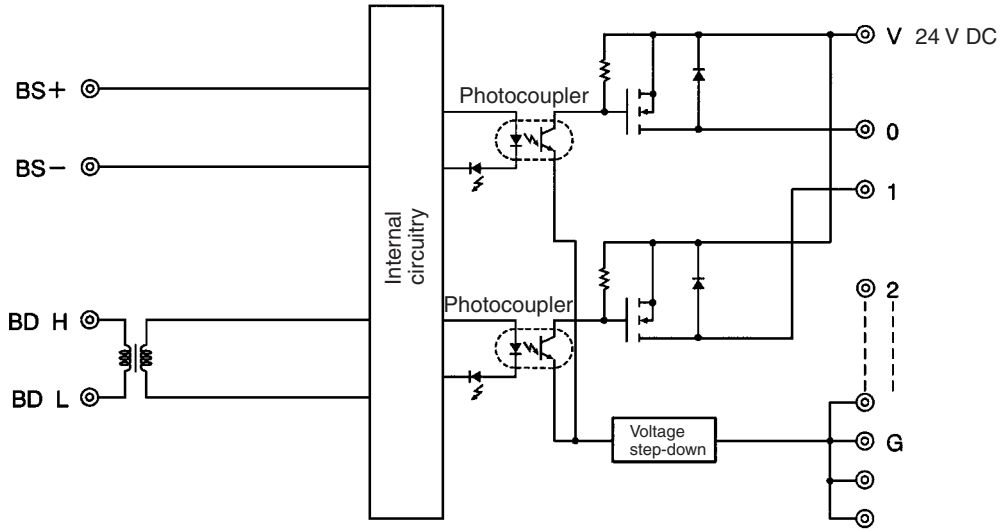 V 24 V DC
BS+
Photocoupler
0
BS−
1
Internal
circuitry
2
Photocoupler
BD H
BD L
Voltage
step-down
G